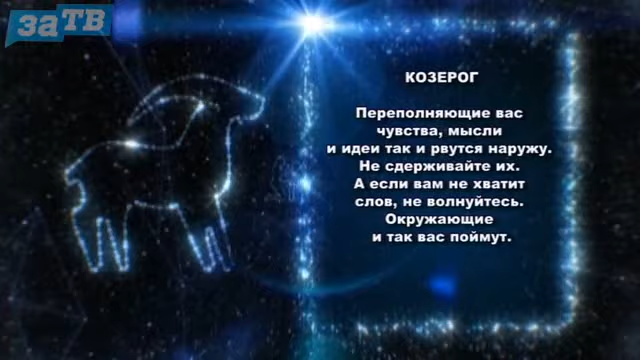 заТВ
КОЗЕРОГ
Переполняющие вас
чувства, мысли
и идеи так и рвутся наружу.
Не сдерживайте их.
А если вам не хватит
слов, не волнуйтесь.
Окружающие
и так вас поймут.